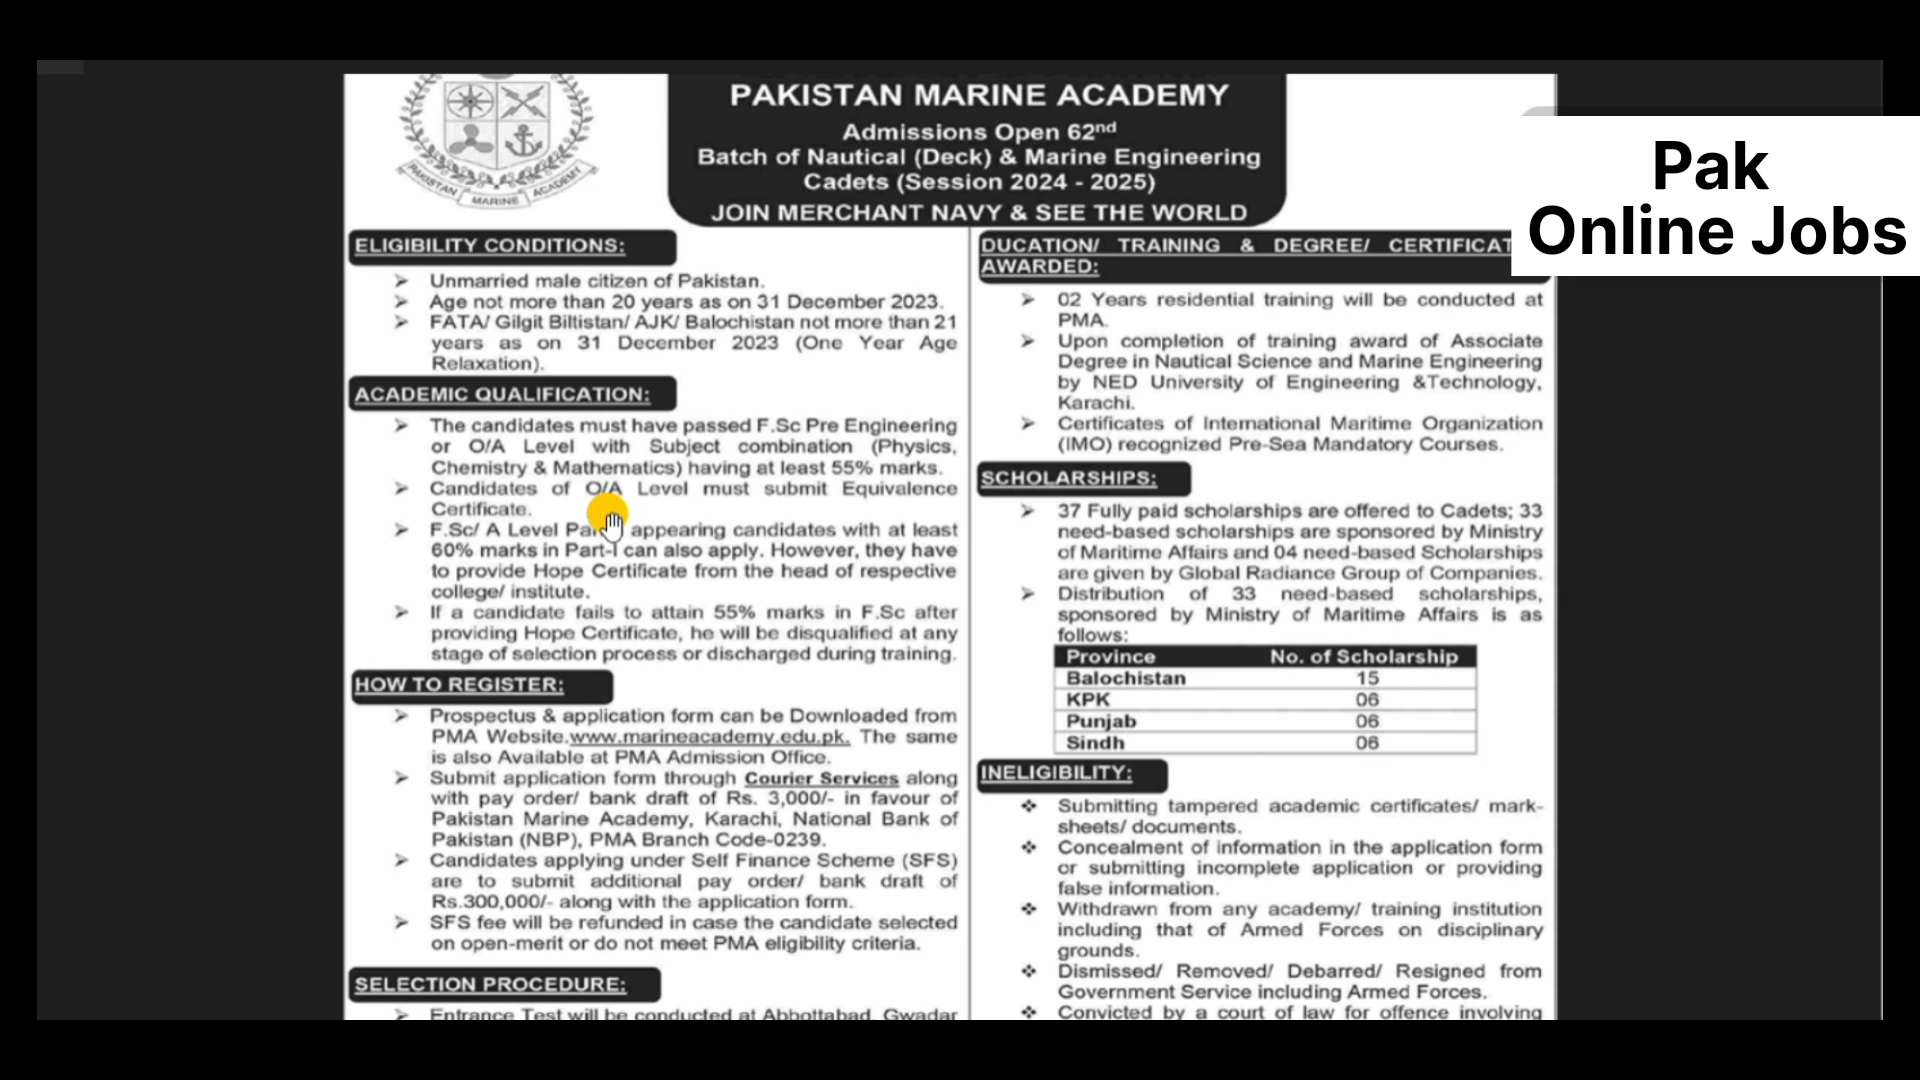 PAKISTAN MARINE ACADEMY
Admissions Open 62nd
Batch of Nautical (Deck) & Marine Engineering
Cadets (Session 2024 - 2025)
JOIN MERCHANT NAVY & SEE THE WORLD
PAKISTAN
MARINE
ACADEMY
Pak
Online Jobs
ELIGIBILITY CONDITIONS:
Unmarried male citizen of Pakistan.
Age not more than 20 years as on 31 December 2023.
FATA/ Gilgit Biltistan/ AJK/ Balochistan not more than 21
years as on 31 December 2023 (One Year Age
Relaxation).
ACADEMIC QUALIFICATION:
The candidates must have passed F.Sc Pre Engineering
or O/A Level with Subject combination (Physics,
Chemistry & Mathematics) having at least 55% marks.
Candidates of O/A Level must submit Equivalence
Certificate.
F.Sc/ A Level appearing candidates with at least
60% marks in Part-I can also apply. However, they have
to provide Hope Certificate from the head of respective
college/ institute.
If a candidate fails to attain 55% marks in F.Sc after
providing Hope Certificate, he will be disqualified at any
stage of selection process or discharged during training.
HOW TO REGISTER:
Prospectus & application form can be Downloaded from
PMA Website.www.marineacademy.edu.pk. The same
is also Available at PMA Admission Office.
Submit application form through Courier Services along
with pay order/ bank draft of Rs. 3,000/- in favour of
Pakistan Marine Academy, Karachi, National Bank of
Pakistan (NBP), PMA Branch Code-0239.
Candidates applying under Self Finance Scheme (SFS)
are to submit additional pay order/ bank draft of
Rs.300,000/- along with the application form.
SFS fee will be refunded in case the candidate selected
on open-merit or do not meet PMA eligibility criteria.
SELECTION PROCEDURE:
Entrance Test will be conducted at Abbottabad, Gwadar
DUCATION/ TRAINING & DEGREE/ CERTIFICAT
AWARDED:
02 Years residential training will be conducted at
PMA.
Upon completion of training award of Associate
Degree in Nautical Science and Marine Engineering
by NED University of Engineering &Technology,
Karachi.
Certificates of International Maritime Organization
(IMO) recognized Pre-Sea Mandatory Courses.
SCHOLARSHIPS:
37 Fully paid scholarships are offered to Cadets; 33
need-based scholarships are sponsored by Ministry
of Maritime Affairs and 04 need-based Scholarships
are given by Global Radiance Group of Companies.
Distribution of 33 need-based scholarships,
sponsored by Ministry of Maritime Affairs is as
follows:
Province No. of Scholarship
Balochistan 15
KPK 06
Punjab 06
Sindh 06
INELIGIBILITY:
Submitting tampered academic certificates/ mark-
sheets/ documents.
Concealment of information in the application form
or submitting incomplete application or providing
false information.
Withdrawn from any academy/ training institution
including that of Armed Forces on disciplinary
grounds.
Dismissed/ Removed/ Debarred/ Resigned from
Government Service including Armed Forces.
Convicted by a court of law for offence involving